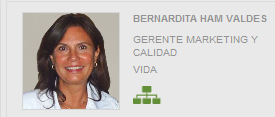 BERNARDITA HAM VALDES
GERENTE MARKETING Y
CALIDAD
VIDA